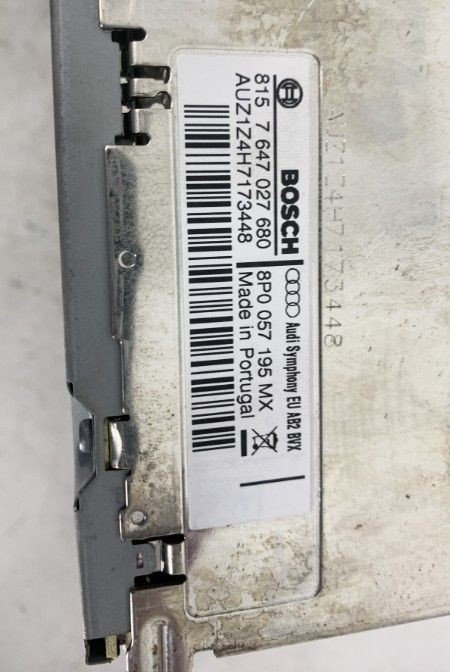 BOSCH
Audi Symphony EU AB2 BVX
815 7 647 027 680
8P0 057 195 MX
AUZ1Z4H7173448
Made in Portugal
AUZ1Z4H7173448